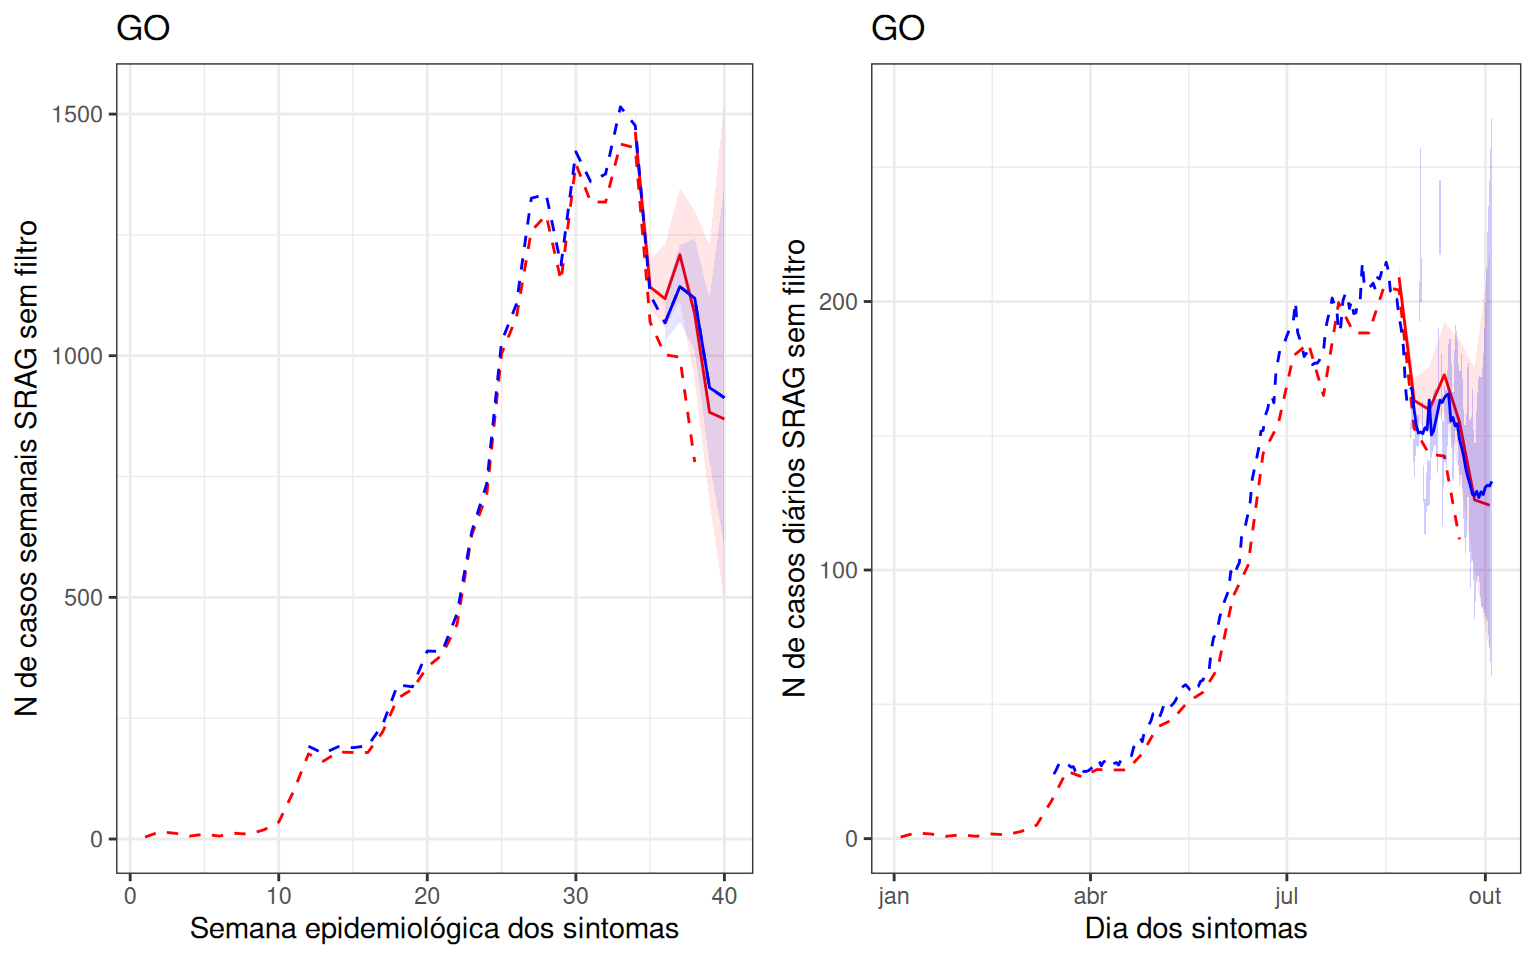 GO
N de casos semanais SRAG sem filtro
1500
1000
500
0
0 10 20 30 40
Semana epidemiológica dos sintomas
GO
N de casos diários SRAG sem filtro
200
100
0
jan abr jul out
Dia dos sintomas